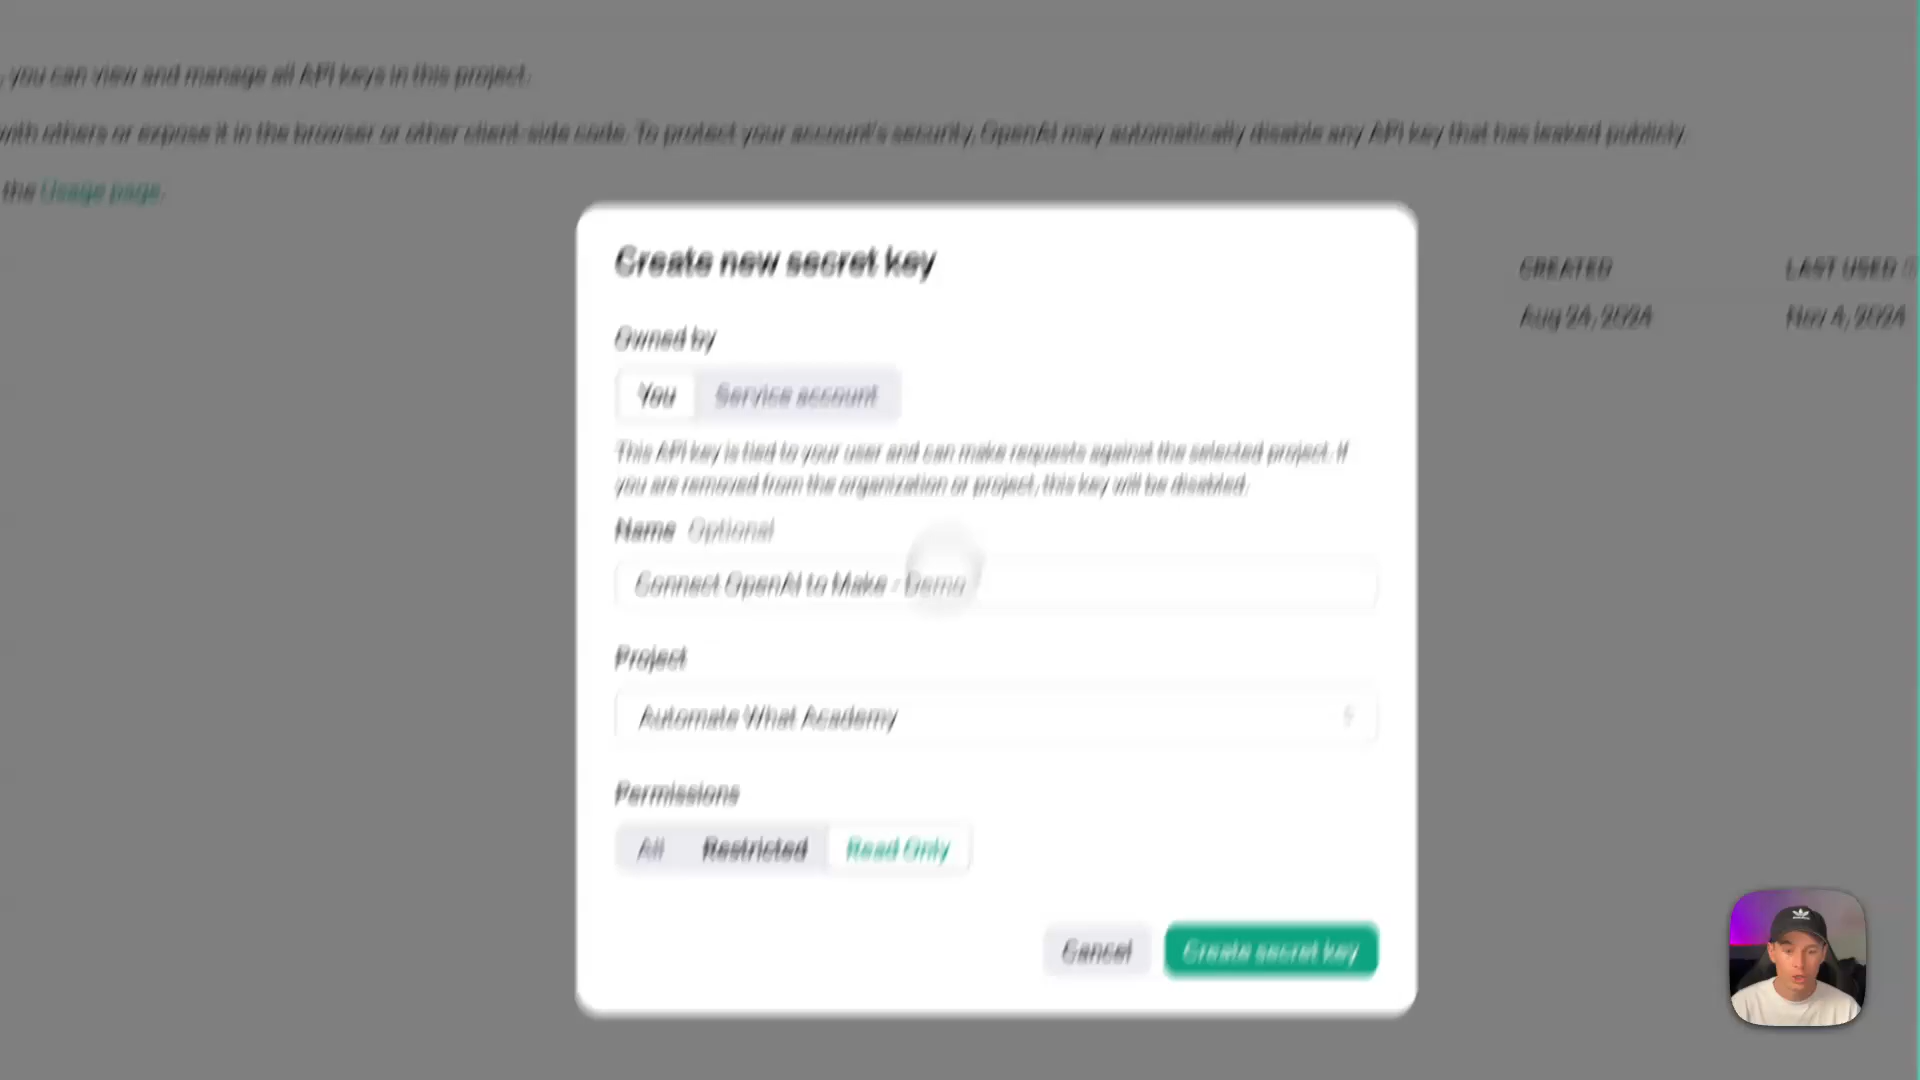 , you can view and manage all API keys in this project.
with others or expose it in the browser or other client-side code. To protect your account's security, OpenAI may automatically disable any API key that has leaked publicly.
the Usage page.
Create new secret key
CREATED
LAST USED
Owned by
Aug 24, 2024
Nov 4, 2024
You
Service account
This API key is tied to your user and can make requests against the selected project. If
you are removed from the organization or project, this key will be disabled.
Name Optional
Connect OpenAI to Make - Demo
Project
Automate What Academy
Permissions
All
Restricted
Read Only
Cancel
Create secret key